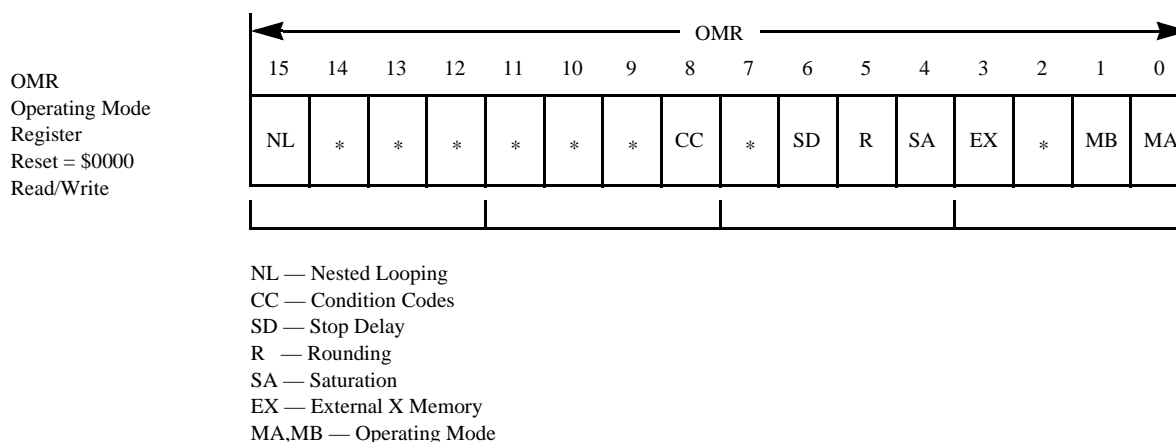 OMR
15 14 13 12 11 10 9 8 7 6 5 4 3 2 1 0
OMR
Operating Mode
Register
Reset = $0000
Read/Write
NL * * * * * * CC * SD R SA EX * MB MA
NL — Nested Looping
CC — Condition Codes
SD — Stop Delay
R — Rounding
SA — Saturation
EX — External X Memory
MA,MB — Operating Mode